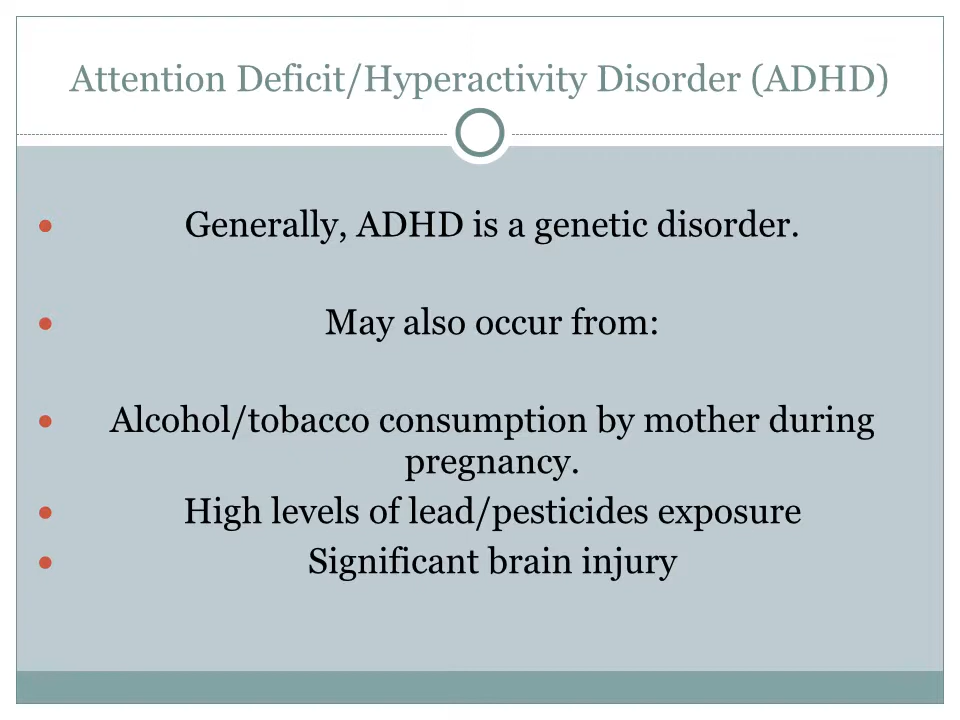 Attention Deficit/Hyperactivity Disorder (ADHD)
• Generally, ADHD is a genetic disorder.
• May also occur from:
• Alcohol/tobacco consumption by mother during
pregnancy.
• High levels of lead/pesticides exposure
• Significant brain injury